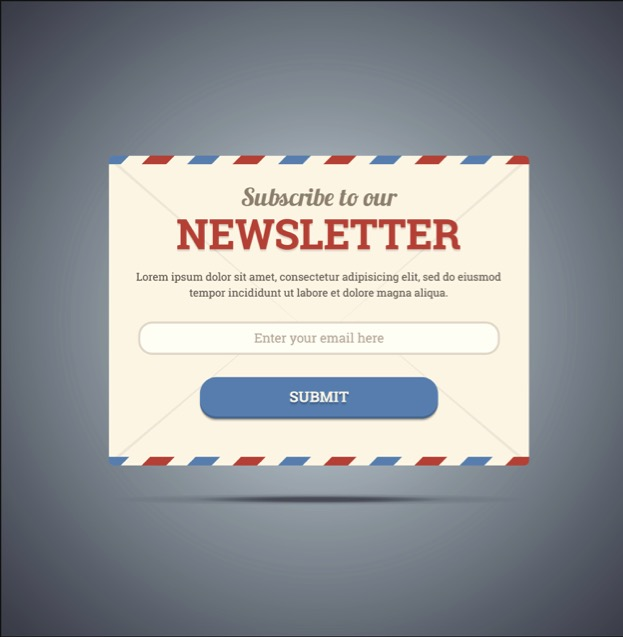 Subscribe to our
NEWSLETTER
Lorem ipsum dolor sit amet, consectetur adipisicing elit, sed do eiusmod
tempor incididunt ut labore et dolore magna aliqua.
Enter your email here
SUBMIT